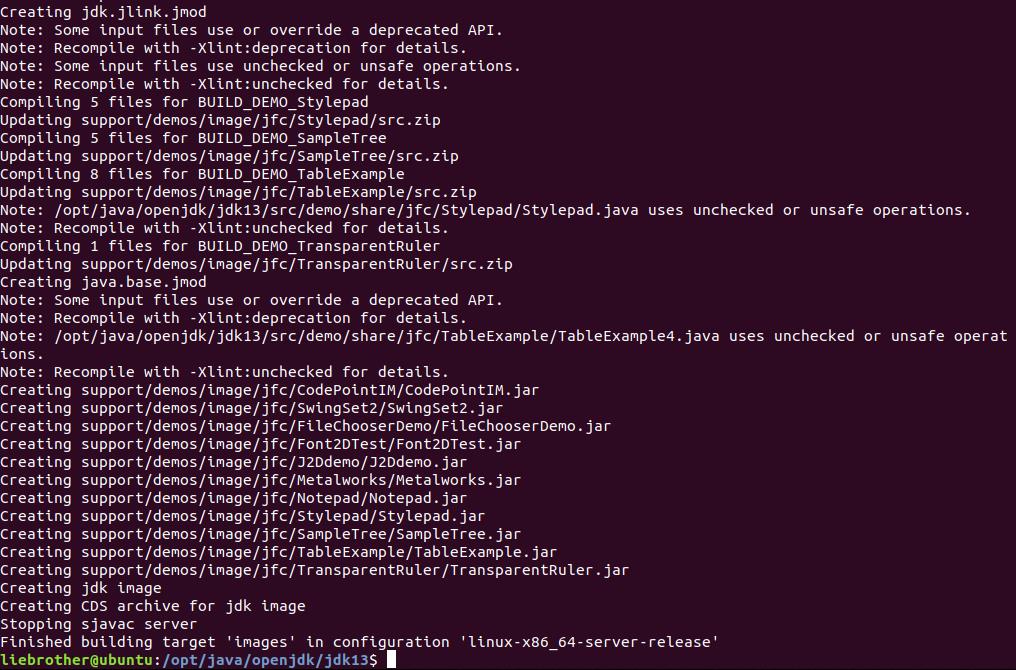 Creating jdk.jlink.jmod
Note: Some input files use or override a deprecated API.
Note: Recompile with -Xlint:deprecation for details.
Note: Some input files use unchecked or unsafe operations.
Note: Recompile with -Xlint:unchecked for details.
Compiling 5 files for BUILD_DEMO_Stylepad
Updating support/demos/image/jfc/Stylepad/src.zip
Compiling 5 files for BUILD_DEMO_SampleTree
Updating support/demos/image/jfc/SampleTree/src.zip
Compiling 8 files for BUILD_DEMO_TableExample
Updating support/demos/image/jfc/TableExample/src.zip
Note: /opt/java/openjdk/jdk13/src/demo/share/jfc/Stylepad/Stylepad.java uses unchecked or unsafe operations.
Note: Recompile with -Xlint:unchecked for details.
Compiling 1 files for BUILD_DEMO_TransparentRuler
Updating support/demos/image/jfc/TransparentRuler/src.zip
Creating java.base.jmod
Note: Some input files use or override a deprecated API.
Note: Recompile with -Xlint:deprecation for details.
Note: /opt/java/openjdk/jdk13/src/demo/share/jfc/TableExample/TableExample4.java uses unchecked or unsafe operat
ions.
Note: Recompile with -Xlint:unchecked for details.
Creating support/demos/image/jfc/CodePointIM/CodePointIM.jar
Creating support/demos/image/jfc/SwingSet2/SwingSet2.jar
Creating support/demos/image/jfc/FileChooserDemo/FileChooserDemo.jar
Creating support/demos/image/jfc/Font2DTest/Font2DTest.jar
Creating support/demos/image/jfc/J2Ddemo/J2Ddemo.jar
Creating support/demos/image/jfc/Metalworks/Metalworks.jar
Creating support/demos/image/jfc/Notepad/Notepad.jar
Creating support/demos/image/jfc/Stylepad/Stylepad.jar
Creating support/demos/image/jfc/SampleTree/SampleTree.jar
Creating support/demos/image/jfc/TableExample/TableExample.jar
Creating support/demos/image/jfc/TransparentRuler/TransparentRuler.jar
Creating jdk image
Creating CDS archive for jdk image
Stopping sjavac server
Finished building target 'images' in configuration 'linux-x86_64-server-release'
liebrother@ubuntu:/opt/java/openjdk/jdk13$